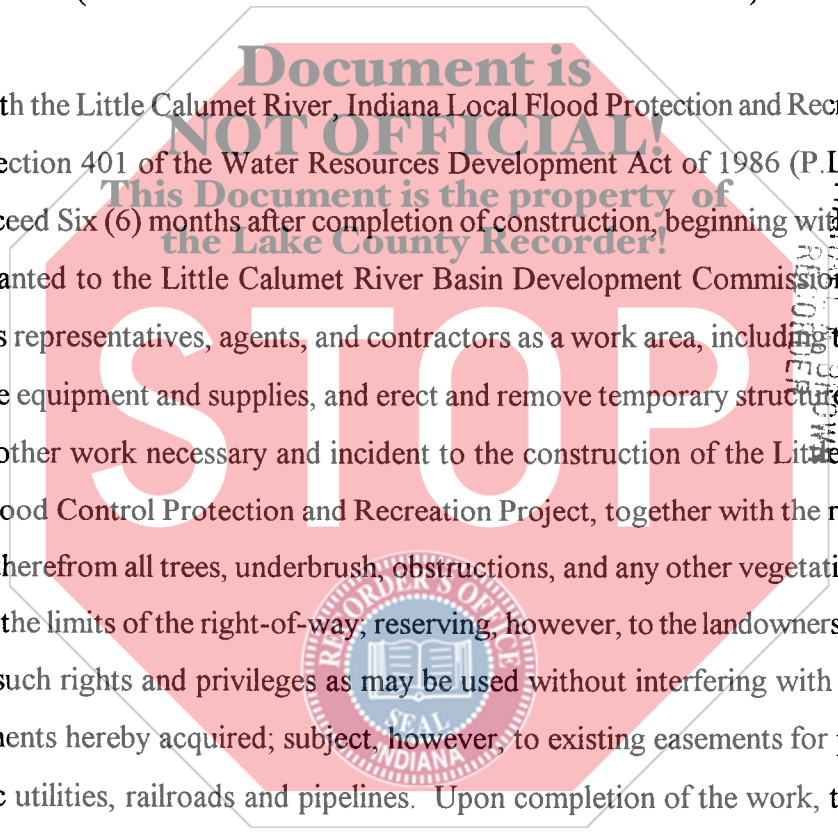 Document is
th the Little Calumet River, Indiana Local Flood Protection and Recr
NOT OFFICIAL!
ection 401 of the Water Resources Development Act of 1986 (P.L
This Document is the property of
ceed Six (6) months after completion of construction, beginning with
the Lake County Recorder!
anted to the Little Calumet River Basin Development Commission
s representatives, agents, and contractors as a work area, including t
e equipment and supplies, and erect and remove temporary structure
STOP
other work necessary and incident to the construction of the Little
ood Control Protection and Recreation Project, together with the r
herefrom all trees, underbrush, obstructions, and any other vegetati
the limits of the right-of-way; reserving, however, to the landowners
such rights and privileges as may be used without interfering with
RECORDER'S OFFICE
SEAL
INDIANA
ents hereby acquired; subject, however, to existing easements for
c utilities, railroads and pipelines. Upon completion of the work, t